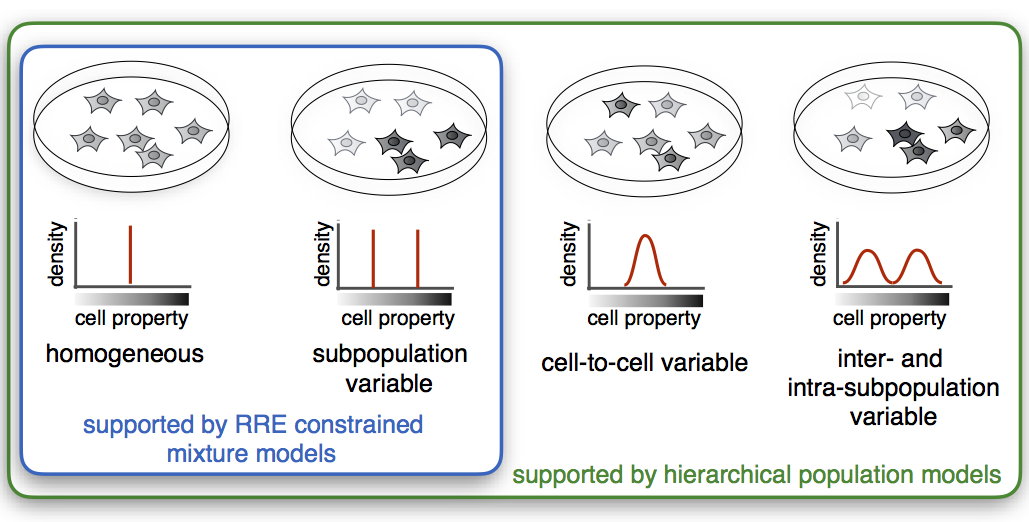 density
cell property
homogeneous
density
cell property
subpopulation
variable
supported by RRE constrained
mixture models
density
cell property
cell-to-cell variable
density
cell property
inter- and
intra-subpopulation
variable
supported by hierarchical population models